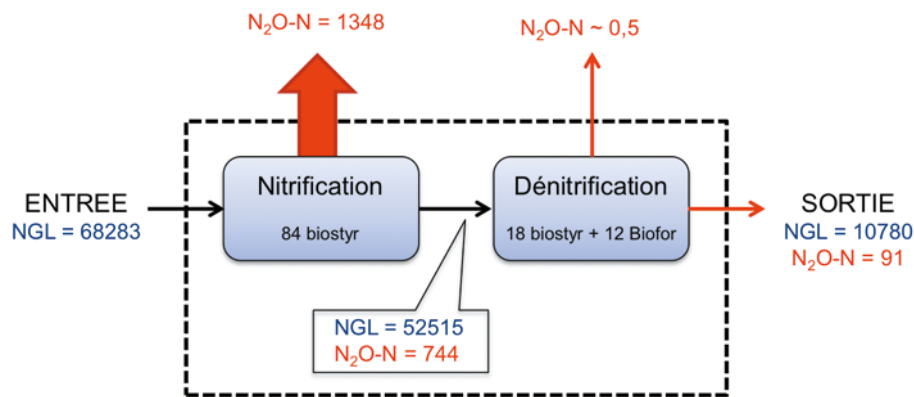 N₂O-N = 1348
N₂O-N ~ 0,5
ENTREE
NGL = 68283
Nitrification
84 biostyr
Dénitrification
18 biostyr + 12 Biofor
SORTIE
NGL = 10780
N₂O-N = 91
NGL = 52515
N₂O-N = 744